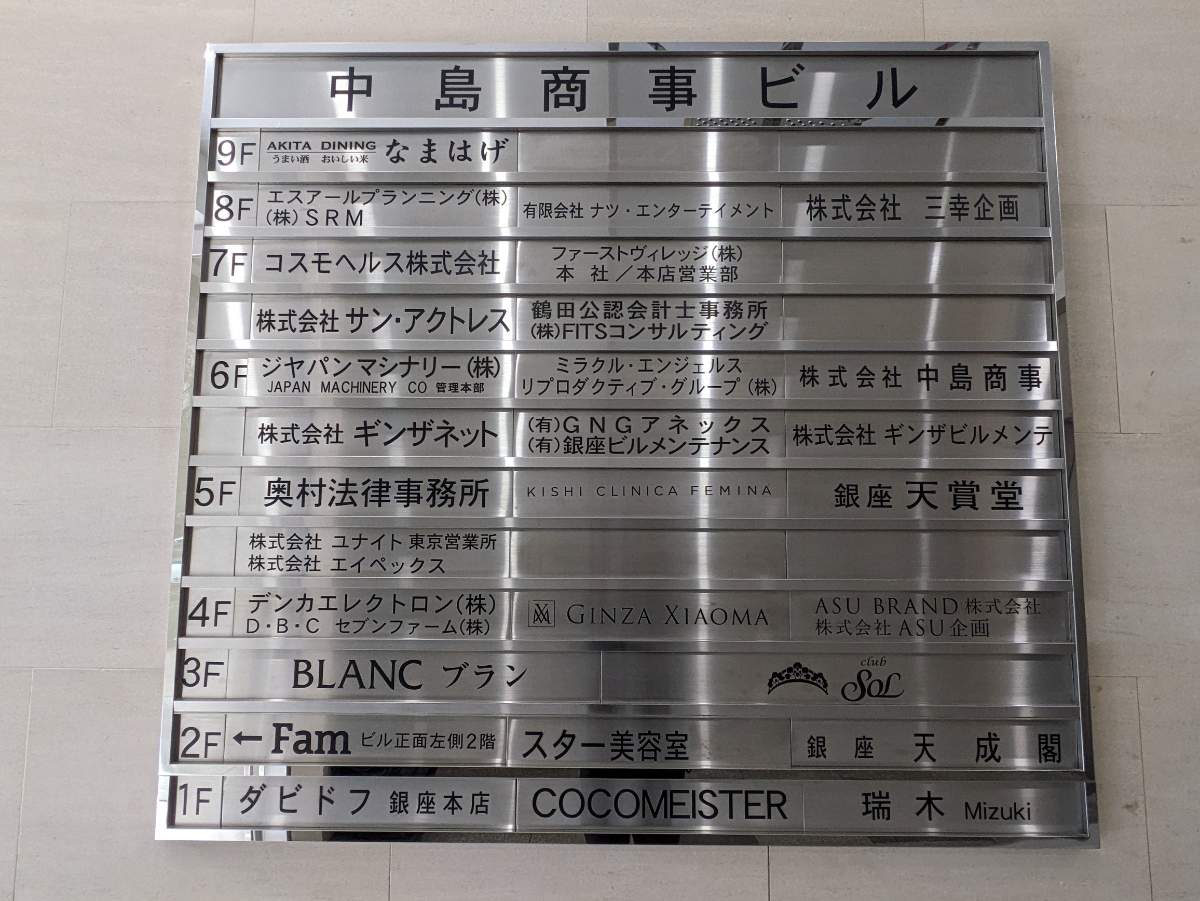 中島商事ビル
9F AKITA DINING なまはげ
うまい酒 おいしい米
8F エスアールプランニング(株)
(株)SRM
有限会社 ナツ・エンターテイメント
株式会社 三幸企画
7F コスモヘルス株式会社
ファーストヴィレッジ(株)
本社/本店営業部
株式会社 サン・アクトレス
鶴田公認会計士事務所
(株)FITSコンサルティング
6F ジヤパンマシナリー(株)
JAPAN MACHINERY CO 管理本部
ミラクル・エンジェルス
リプロダクティブ・グループ(株)
株式会社 中島商事
株式会社 ギンザネット
(有)GNGアネックス
(有)銀座ビルメンテナンス
株式会社 ギンザビルメンテ
5F 奥村法律事務所
KISHI CLINICA FEMINA
銀座 天賞堂
株式会社 ユナイト 東京営業所
株式会社 エイペックス
4F デンカエレクトロン(株)
D・B・C セブンファーム(株)
GINZA XIAOMA
ASU BRAND 株式会社
株式会社 ASU 企画
3F BLANC ブラン
club
SOL
2F ←Fam ビル正面左側2階
スター美容室
銀座 天成閣
1F ダビドフ 銀座本店
COCOMEISTER
瑞木 Mizuki